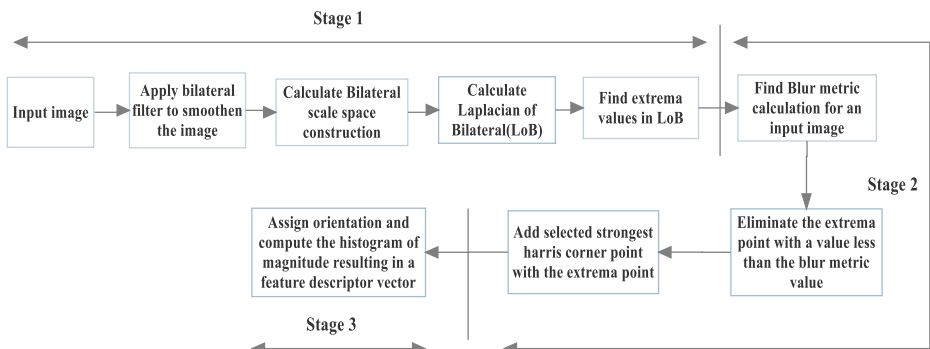 Stage 1
Input image
Apply bilateral
filter to smoothen
the image
Calculate Bilateral
scale space
construction
Calculate
Laplacian of
Bilateral(LoB)
Find extrema
values in LoB
Find Blur metric
calculation for an
input image
Stage 2
Eliminate the extrema
point with a value less
than the blur metric
value
Add selected strongest
harris corner point
with the extrema point
Assign orientation and
compute the histogram of
magnitude resulting in a
feature descriptor vector
Stage 3